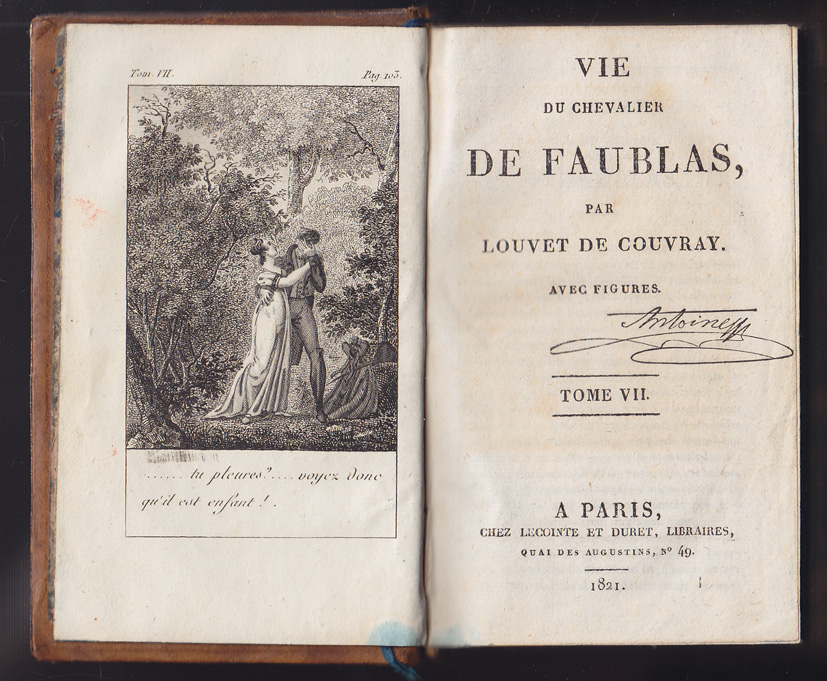 Tom. VII. Pag. 103.
...... tu pleures?.... voyez donc
qu'il est enfant! .
VIE
DU CHEVALIER
DE FAUBLAS,
PAR
LOUVET DE COUVRAY.
AVEC FIGURES.
Antoine
TOME VII.
A PARIS,
CHEZ LECOINTE ET DURET, LIBRAIRES,
QUAI DES AUGUSTINS, Nº 49.
1821.